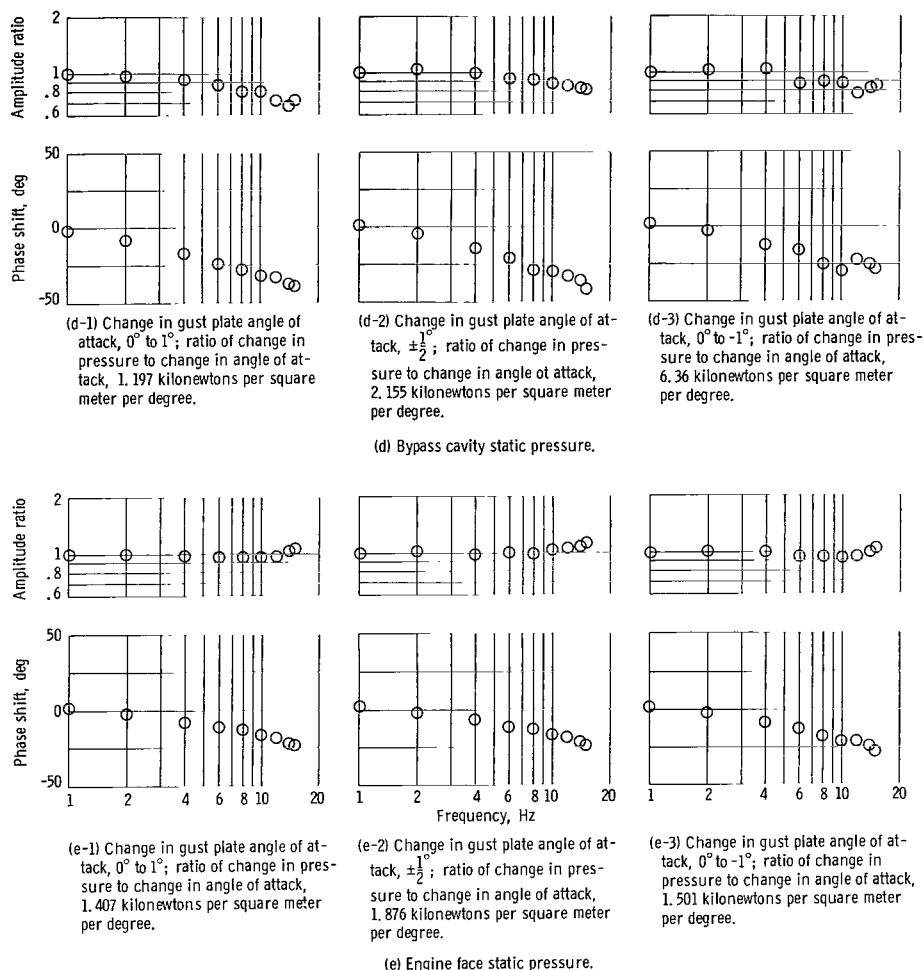 2
1
.8
.6
Amplitude ratio
50
0
-50
Phase shift, deg
(d-1) Change in gust plate angle of
attack, 0° to 1°; ratio of change in
pressure to change in angle of at-
tack, 1.197 kilonewtons per square
meter per degree.
(d-2) Change in gust plate angle of at-
tack, ±1/2°; ratio of change in pres-
sure to change in angle ot attack,
2.155 kilonewtons per square meter
per degree.
(d-3) Change in gust plate angle of at-
tack, 0° to -1°; ratio of change in pres-
sure to change in angle of attack,
6.36 kilonewtons per square meter
per degree.
(d) Bypass cavity static pressure.
2
1
.8
.6
Amplitude ratio
50
0
-50
Phase shift, deg
1 2 4 6 8 10 20
1 2 4 6 8 10 20
1 2 4 6 8 10 20
Frequency, Hz
(e-1) Change in gust plate angle of at-
tack, 0° to 1°; ratio of change in pres-
sure to change in angle of attack,
1.407 kilonewtons per square meter
per degree.
(e-2) Change in gust plate angle of at-
tack, ±1/2°; ratio of change in pres-
sure to change in angle of attack,
1.876 kilonewtons per square meter
per degree.
(e-3) Change in gust plate angle of at-
tack, 0° to -1°; ratio of change in
pressure to change in angle of attack,
1.501 kilonewtons per square meter
per degree.
(e) Engine face static pressure.